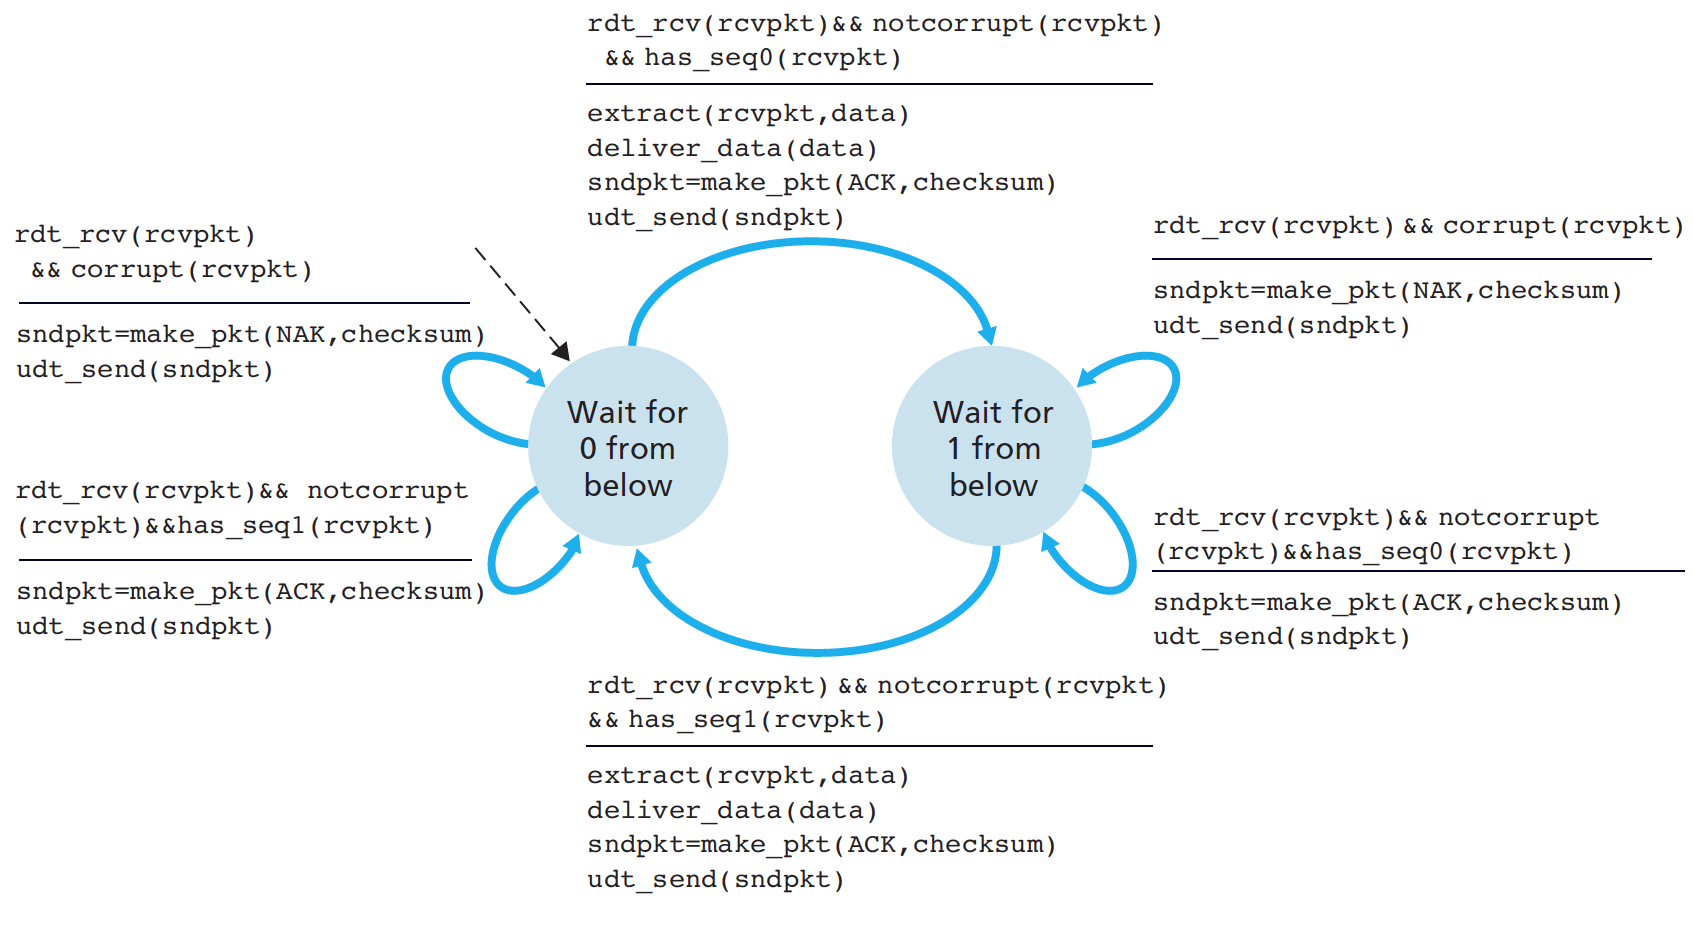 rdt_rcv(rcvpkt)&& notcorrupt(rcvpkt)
&& has_seq0(rcvpkt)
extract(rcvpkt,data)
deliver_data(data)
sndpkt=make_pkt(ACK,checksum)
udt_send(sndpkt)
rdt_rcv(rcvpkt)
&& corrupt(rcvpkt)
sndpkt=make_pkt(NAK,checksum)
udt_send(sndpkt)
rdt_rcv(rcvpkt) && corrupt(rcvpkt)
sndpkt=make_pkt(NAK,checksum)
udt_send(sndpkt)
Wait for
0 from
below
Wait for
1 from
below
rdt_rcv(rcvpkt)&& notcorrupt
(rcvpkt)&&has_seq1(rcvpkt)
sndpkt=make_pkt(ACK,checksum)
udt_send(sndpkt)
rdt_rcv(rcvpkt)&& notcorrupt
(rcvpkt)&&has_seq0(rcvpkt)
sndpkt=make_pkt(ACK,checksum)
udt_send(sndpkt)
rdt_rcv(rcvpkt) && notcorrupt(rcvpkt)
&& has_seq1(rcvpkt)
extract(rcvpkt,data)
deliver_data(data)
sndpkt=make_pkt(ACK,checksum)
udt_send(sndpkt)